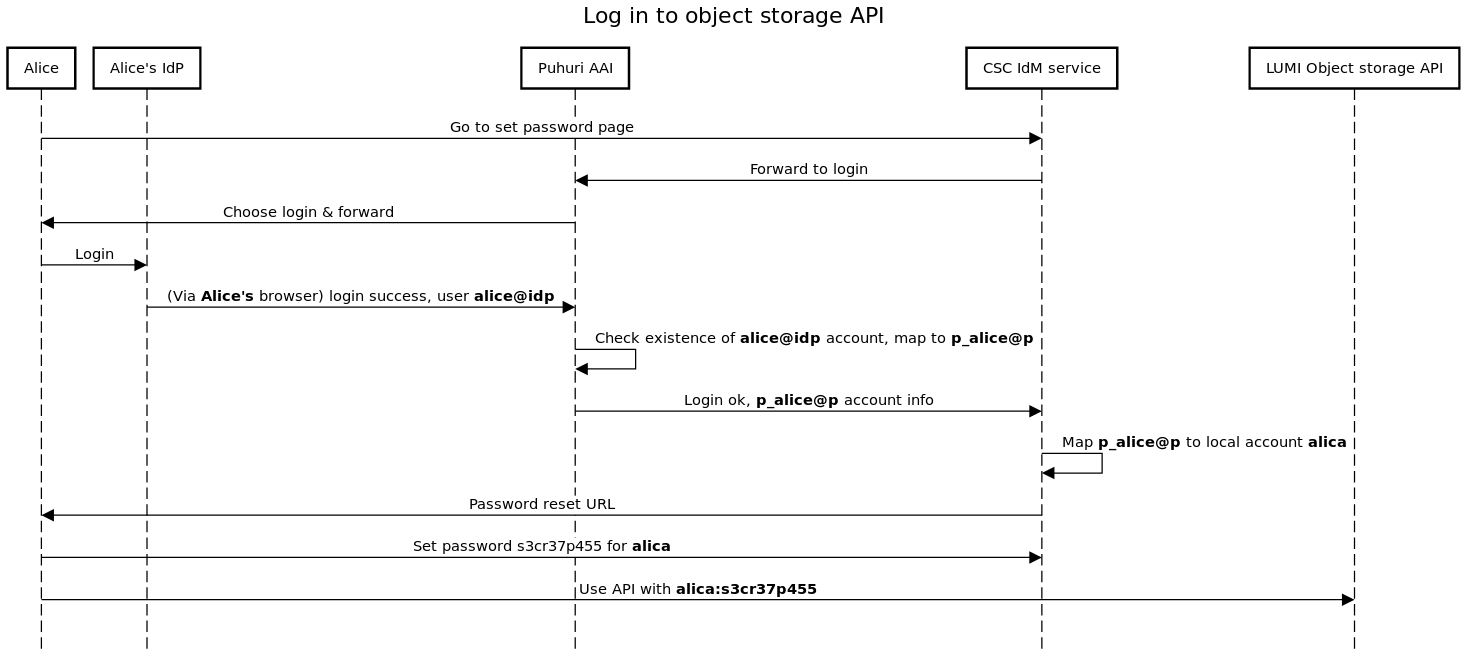 Log in to object storage API
Alice
Alice's IdP
Puhuri AAI
CSC IdM service
LUMI Object storage API
Go to set password page
Forward to login
Choose login & forward
Login
(Via Alice's browser) login success, user alice@idp
Check existence of alice@idp account, map to p_alice@p
Login ok, p_alice@p account info
Map p_alice@p to local account alica
Password reset URL
Set password s3cr37p455 for alica
Use API with alica:s3cr37p455